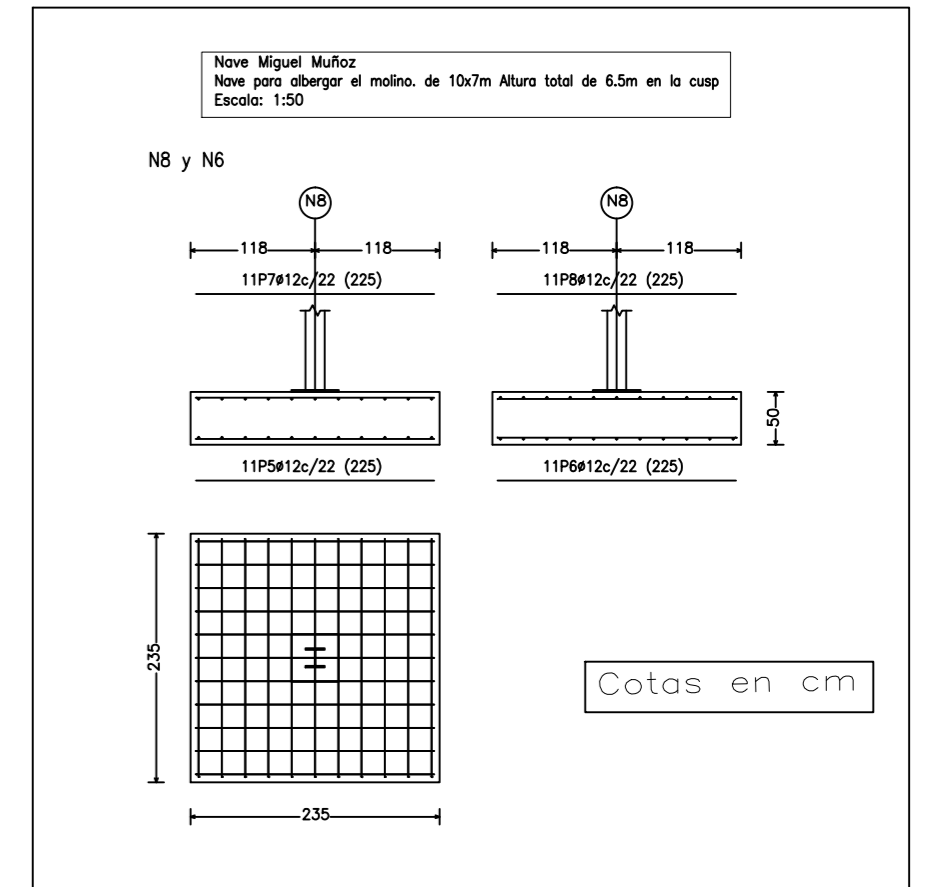 Nave Miguel Muñoz
Nave para albergar el molino. de 10x7m Altura total de 6.5m en la cusp
Escala: 1:50
N8 y N6
N8
N8
118 118
118 118
11P7ø12c/22 (225)
11P8ø12c/22 (225)
50
11P5ø12c/22 (225)
11P6ø12c/22 (225)
235
Cotas en cm
235